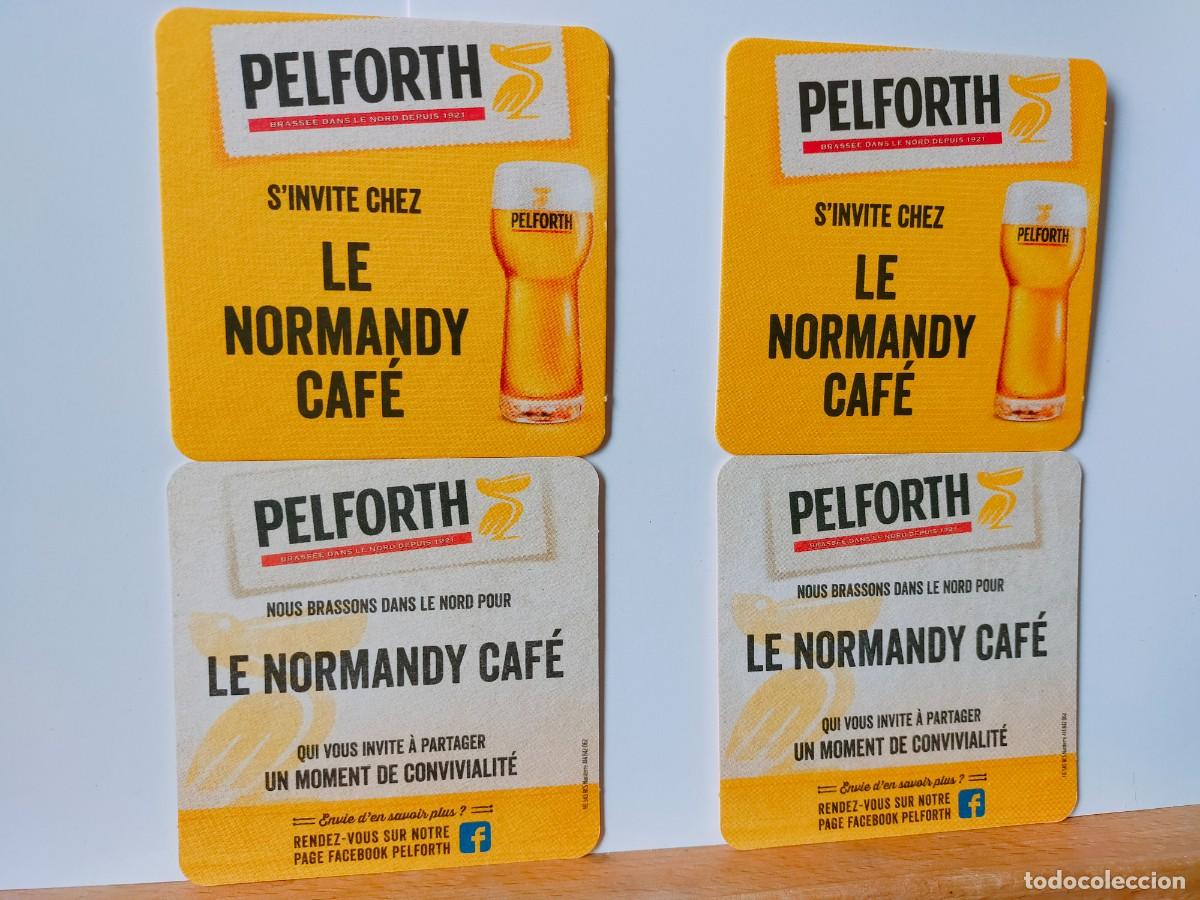 PELFORTH
BRASSÉE DANS LE NORD DEPUIS 1921
S'INVITE CHEZ
LE
NORMANDY
CAFÉ
PELFORTH
PELFORTH
BRASSÉE DANS LE NORD DEPUIS 1921
S'INVITE CHEZ
LE
NORMANDY
CAFÉ
PELFORTH
PELFORTH
BRASSÉE DANS LE NORD DEPUIS 1921
NOUS BRASSONS DANS LE NORD POUR
LE NORMANDY CAFÉ
QUI VOUS INVITE À PARTAGER
UN MOMENT DE CONVIVIALITÉ
Envie d'en savoir plus ?
RENDEZ-VOUS SUR NOTRE
PAGE FACEBOOK PELFORTH
f
PELFORTH
BRASSÉE DANS LE NORD DEPUIS 1921
NOUS BRASSONS DANS LE NORD POUR
LE NORMANDY CAFÉ
QUI VOUS INVITE À PARTAGER
UN MOMENT DE CONVIVIALITÉ
Envie d'en savoir plus ?
RENDEZ-VOUS SUR NOTRE
PAGE FACEBOOK PELFORTH
f
todocoleccion